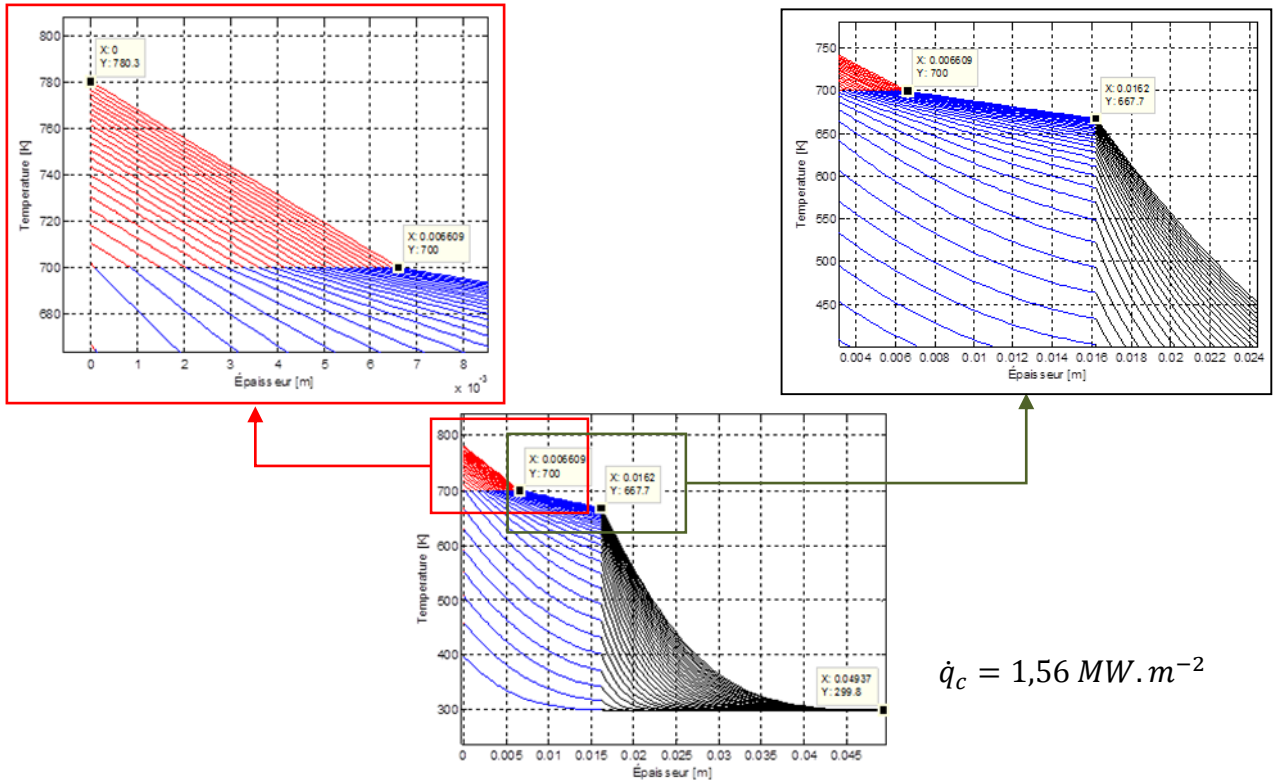 800
780
760
740
720
700
680
Temperature [K]
X: 0
Y: 780.3
X: 0.006609
Y: 700
0 1 2 3 4 5 6 7 8
Épaisseur [m]
x 10⁻³
750
700
650
600
550
500
450
Temperature [K]
X: 0.006609
Y: 700
X: 0.0162
Y: 667.7
0.004 0.006 0.008 0.01 0.012 0.014 0.016 0.018 0.02 0.022 0.024
Épaisseur [m]
800
700
600
500
400
300
Temperature [K]
X: 0.006609
Y: 700
X: 0.0162
Y: 667.7
X: 0.04937
Y: 299.8
0 0.005 0.01 0.015 0.02 0.025 0.03 0.035 0.04 0.045
Épaisseur [m]
q̇c = 1,56 MW.m⁻²